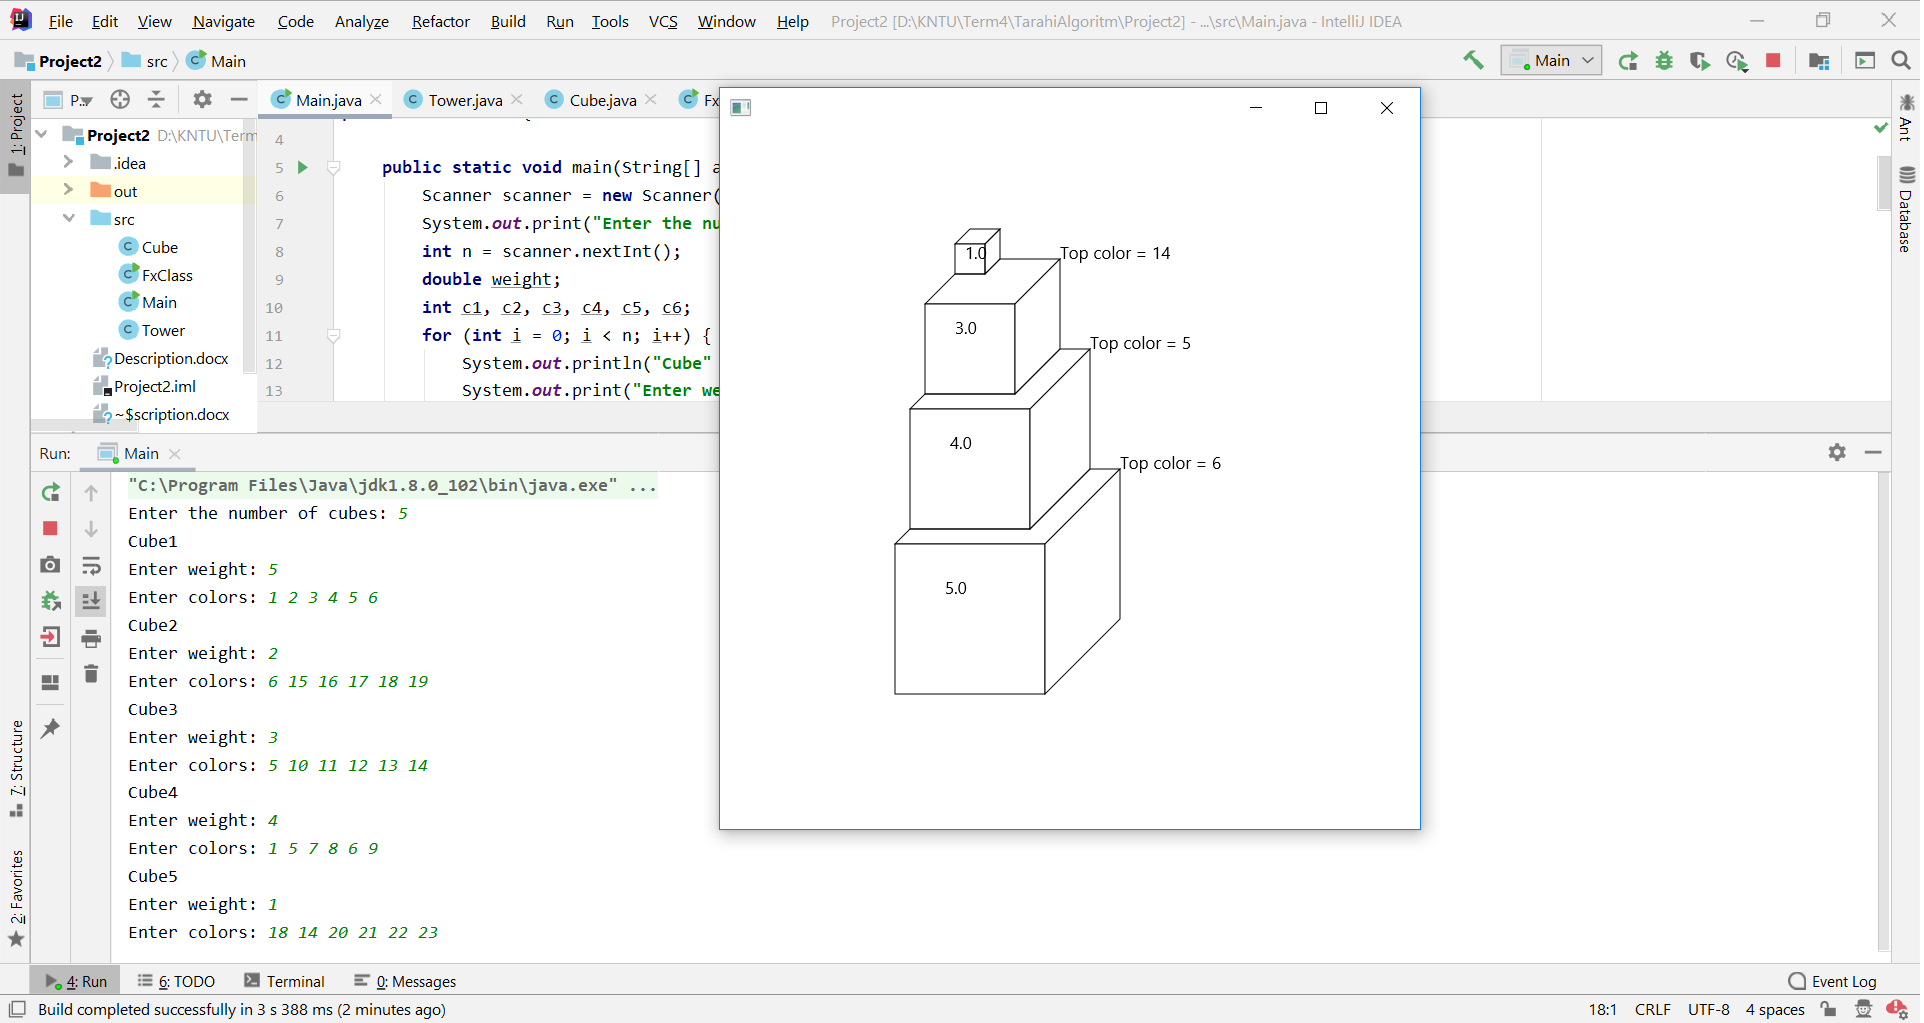 File Edit View Navigate Code Analyze Refactor Build Run Tools VCS Window Help Project2 [D:\KNTU\Term4\TarahiAlgoritm\Project2] - ...\src\Main.java - IntelliJ IDEA
Project2 src Main
Main
1: Project
P...
Main.java Tower.java Cube.java Fx
Project2 D:\KNTU\Term
.idea
out
src
Cube
FxClass
Main
Tower
Description.docx
Project2.iml
~$scription.docx
4
5 public static void main(String[] a
6 Scanner scanner = new Scanner(
7 System.out.print("Enter the nu
8 int n = scanner.nextInt();
9 double weight;
10 int c1, c2, c3, c4, c5, c6;
11 for (int i = 0; i < n; i++) {
12 System.out.println("Cube"
13 System.out.print("Enter we
Ant
Database
1.0
Top color = 14
3.0
Top color = 5
4.0
Top color = 6
5.0
Run: Main
"C:\Program Files\Java\jdk1.8.0_102\bin\java.exe" ...
Enter the number of cubes: 5
Cube1
Enter weight: 5
Enter colors: 1 2 3 4 5 6
Cube2
Enter weight: 2
Enter colors: 6 15 16 17 18 19
Cube3
Enter weight: 3
Enter colors: 5 10 11 12 13 14
Cube4
Enter weight: 4
Enter colors: 1 5 7 8 6 9
Cube5
Enter weight: 1
Enter colors: 18 14 20 21 22 23
7: Structure
2: Favorites
4: Run 6: TODO Terminal 0: Messages Event Log
Build completed successfully in 3 s 388 ms (2 minutes ago) 18:1 CRLF UTF-8 4 spaces